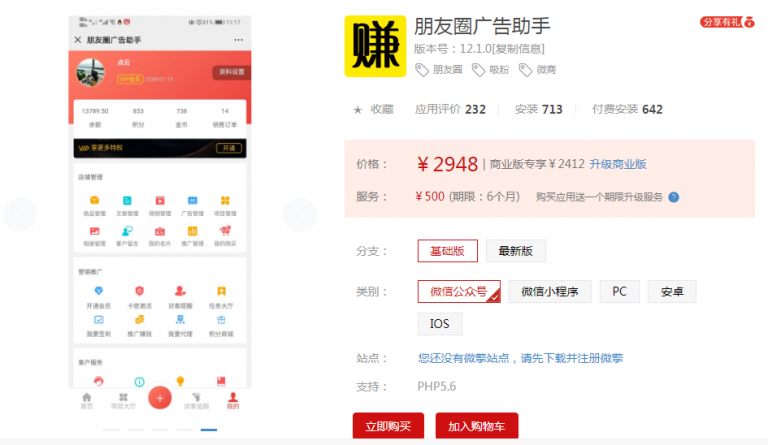 81% 11:17
朋友圈广告助手
点云
VIP会员
资料设置
13789.50 853 738 14
余额 积分 金币 销售订单
VIP 享更多特权 开通
店铺管理
商品管理 文章管理 视频管理 广告管理 项目管理
相册管理 客户留言 我的名片 推广管理 我的购买
营销推广
开通会员 卡密激活 访客提醒 任务大厅
我要签到 推广赚钱 我要代理 积分商城
客户服务
首页 项目大厅 访客追踪 我的
赚
朋友圈广告助手
分享有礼
版本号：12.1.0[复制信息]
朋友圈 吸粉 微商
收藏 应用评价 232 安装 713 付费安装 642
价格： ￥2948 | 商业版专享￥2412 升级商业版
服务： ￥500 (期限：6个月) 购买应用送一个期限升级服务 ?
分支： 基础版 最新版
类别： 微信公众号 微信小程序 PC 安卓
IOS
站点： 您还没有微擎站点，请先下载并注册微擎
支持： PHP5.6
立即购买 加入购物车